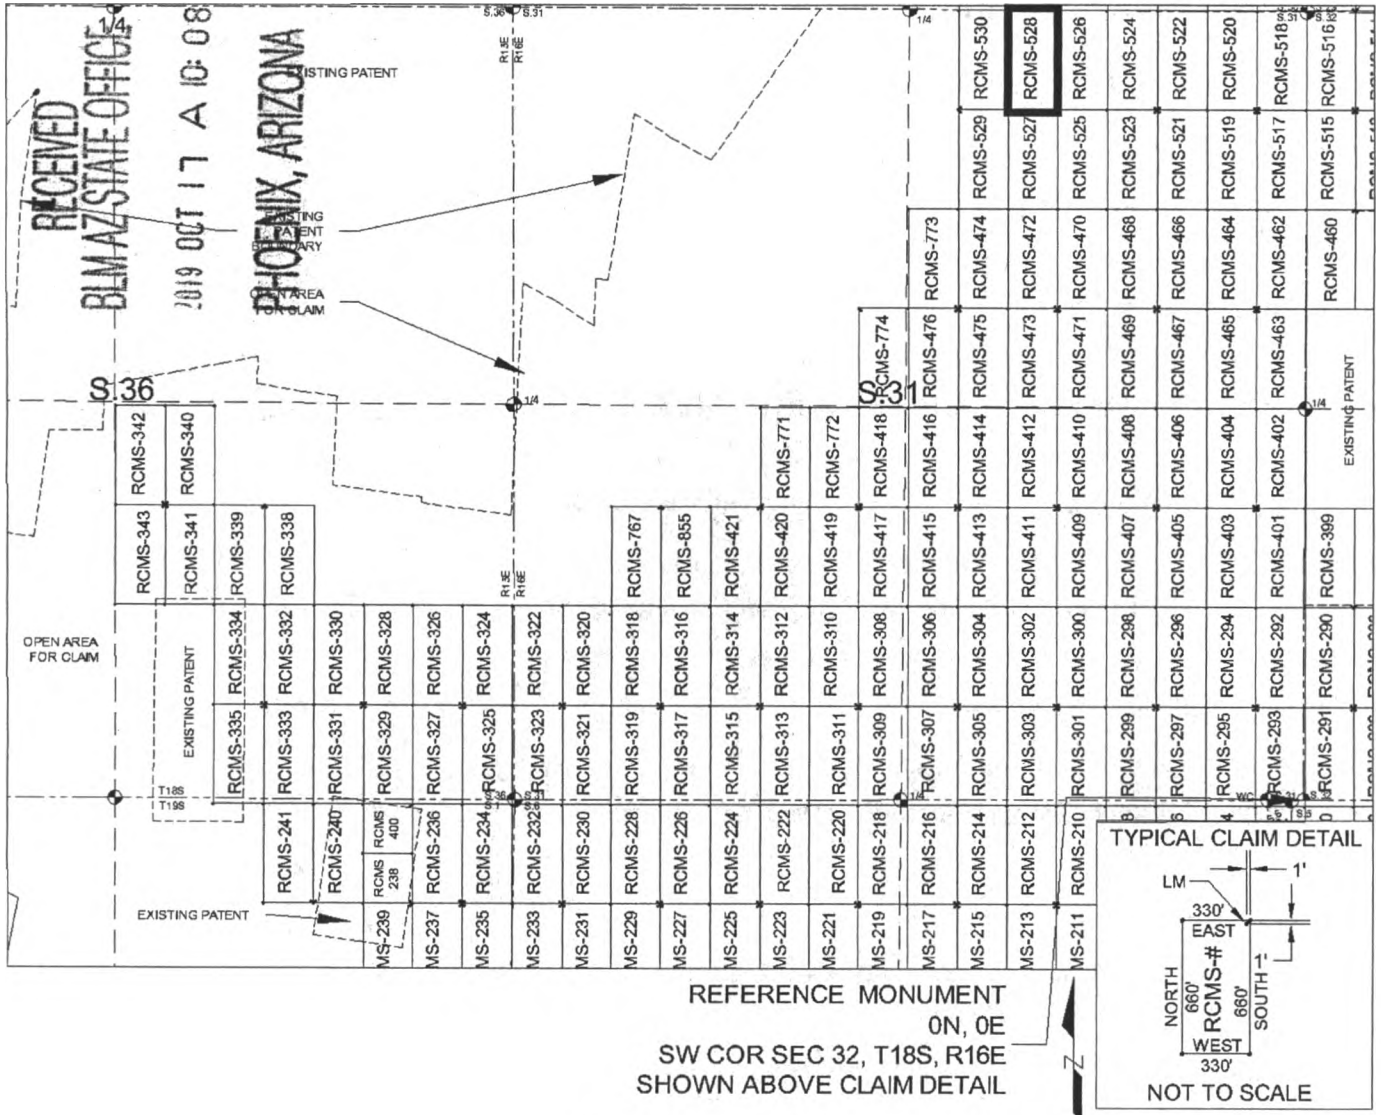 RECEIVED
BLM AZ STATE OFFICE
2019 OCT 17 A 10: 08
PHOENIX, ARIZONA
1/4
S.36 S.31
R15E
R16E
1/4
S.31 S.32
EXISTING PATENT
EXISTING
PATENT
BOUNDARY
OPEN AREA
FOR CLAIM
RCMS-530 RCMS-528 RCMS-526 RCMS-524 RCMS-522 RCMS-520 RCMS-518 RCMS-516
RCMS-529 RCMS-527 RCMS-525 RCMS-523 RCMS-521 RCMS-519 RCMS-517 RCMS-515
RCMS-773 RCMS-474 RCMS-472 RCMS-470 RCMS-468 RCMS-466 RCMS-464 RCMS-462 RCMS-460
RCMS-774 RCMS-476 RCMS-475 RCMS-473 RCMS-471 RCMS-469 RCMS-467 RCMS-465 RCMS-463
EXISTING PATENT
S.36
1/4
S.31
1/4
RCMS-342 RCMS-340 RCMS-771 RCMS-772 RCMS-418 RCMS-416 RCMS-414 RCMS-412 RCMS-410 RCMS-408 RCMS-406 RCMS-404 RCMS-402
RCMS-343 RCMS-341 RCMS-339 RCMS-338 RCMS-767 RCMS-855 RCMS-421 RCMS-420 RCMS-419 RCMS-417 RCMS-415 RCMS-413 RCMS-411 RCMS-409 RCMS-407 RCMS-405 RCMS-403 RCMS-401 RCMS-399
R15E
R16E
OPEN AREA
FOR CLAIM
EXISTING PATENT
RCMS-334 RCMS-332 RCMS-330 RCMS-328 RCMS-326 RCMS-324 RCMS-322 RCMS-320 RCMS-318 RCMS-316 RCMS-314 RCMS-312 RCMS-310 RCMS-308 RCMS-306 RCMS-304 RCMS-302 RCMS-300 RCMS-298 RCMS-296 RCMS-294 RCMS-292 RCMS-290
RCMS-335 RCMS-333 RCMS-331 RCMS-329 RCMS-327 RCMS-325 RCMS-323 RCMS-321 RCMS-319 RCMS-317 RCMS-315 RCMS-313 RCMS-311 RCMS-309 RCMS-307 RCMS-305 RCMS-303 RCMS-301 RCMS-299 RCMS-297 RCMS-295 RCMS-293 RCMS-291
T18S
T19S
S.36 S.31
S.1 S.6
1/4
WC
S.31 S.32
S.5
RCMS-241 RCMS-240 RCMS 400 RCMS-236 RCMS-234 RCMS-232 RCMS-230 RCMS-228 RCMS-226 RCMS-224 RCMS-222 RCMS-220 RCMS-218 RCMS-216 RCMS-214 RCMS-212 RCMS-210
RCMS 238
EXISTING PATENT
MS-239 MS-237 MS-235 MS-233 MS-231 MS-229 MS-227 MS-225 MS-223 MS-221 MS-219 MS-217 MS-215 MS-213 MS-211
TYPICAL CLAIM DETAIL
1'
LM
330'
EAST
1'
NORTH
660'
RCMS-#
660'
SOUTH
WEST
330'
NOT TO SCALE
REFERENCE MONUMENT
0N, 0E
SW COR SEC 32, T18S, R16E
SHOWN ABOVE CLAIM DETAIL
N